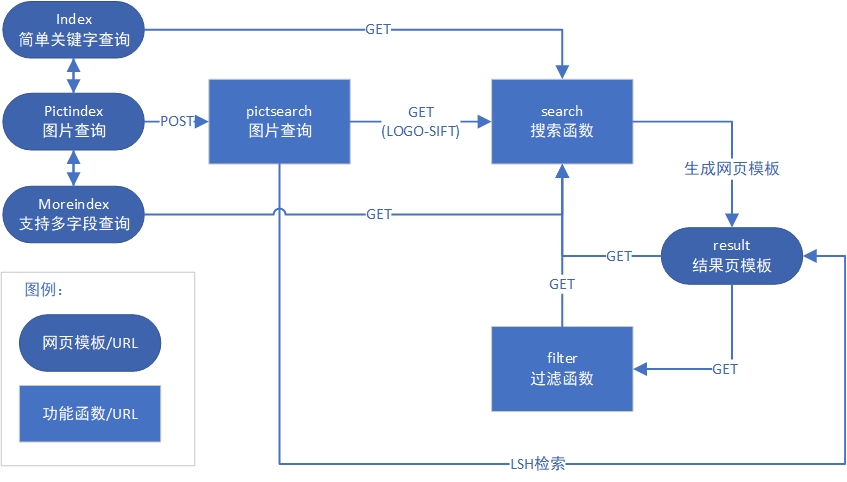 Index
简单关键字查询
GET
Pictindex
图片查询
POST
pictsearch
图片查询
GET
(LOGO-SIFT)
search
搜索函数
生成网页模板
Moreindex
支持多字段查询
GET
result
结果页模板
GET
GET
图例：
网页模板/URL
功能函数/URL
filter
过滤函数
GET
LSH检索